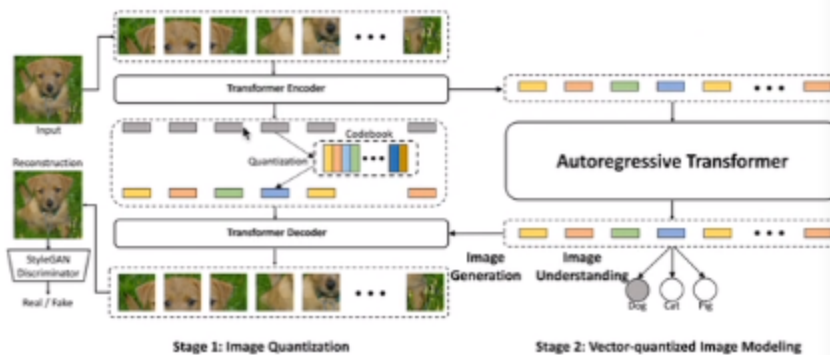 Input
Transformer Encoder
Codebook
Quantization
Reconstruction
Transformer Decoder
StyleGAN
Discriminator
Real / Fake
Stage 1: Image Quantization
Autoregressive Transformer
Image
Generation
Image
Understanding
Dog
Cat
Pig
Stage 2: Vector-quantized Image Modeling